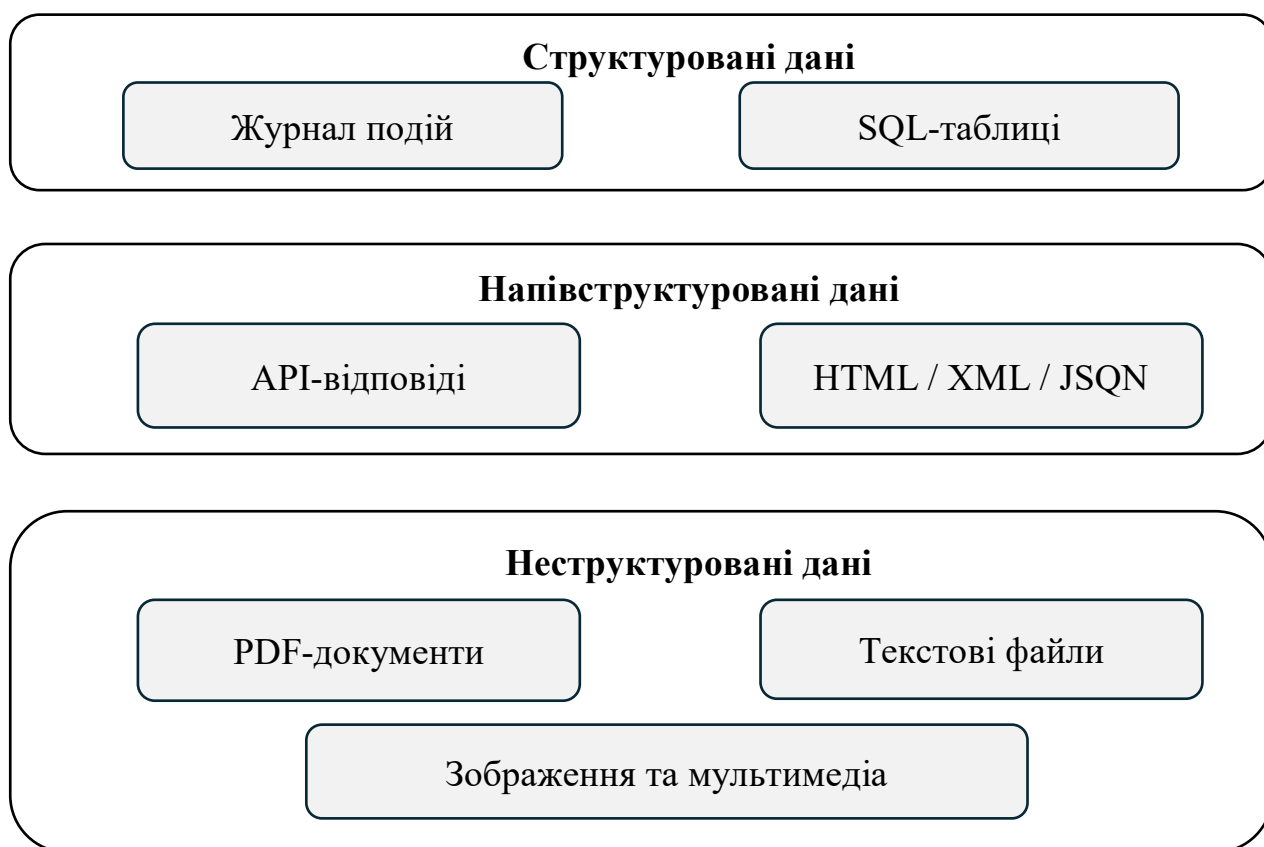 Структуровані дані
Журнал подій
SQL-таблиці
Напівструктуровані дані
API-відповіді
HTML / XML / JSQN
Неструктуровані дані
PDF-документи
Текстові файли
Зображення та мультимедіа